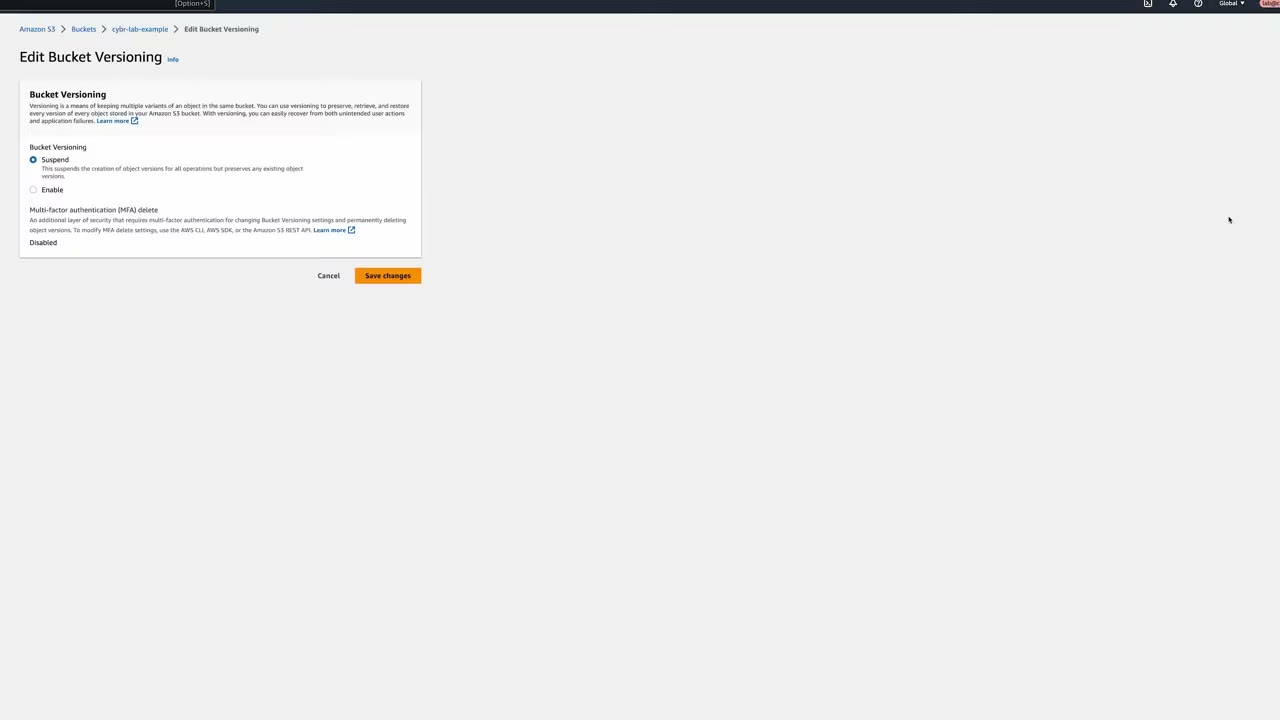 [Option+S]
Global
Amazon S3 > Buckets > cybr-lab-example > Edit Bucket Versioning
Edit Bucket Versioning Info
Bucket Versioning
Versioning is a means of keeping multiple variants of an object in the same bucket. You can use versioning to preserve, retrieve, and restore
every version of every object stored in your Amazon S3 bucket. With versioning, you can easily recover from both unintended user actions
and application failures. Learn more
Bucket Versioning
Suspend
This suspends the creation of object versions for all operations but preserves any existing object
versions.
Enable
Multi-factor authentication (MFA) delete
An additional layer of security that requires multi-factor authentication for changing Bucket Versioning settings and permanently deleting
object versions. To modify MFA delete settings, use the AWS CLI, AWS SDK, or the Amazon S3 REST API. Learn more
Disabled
Cancel Save changes